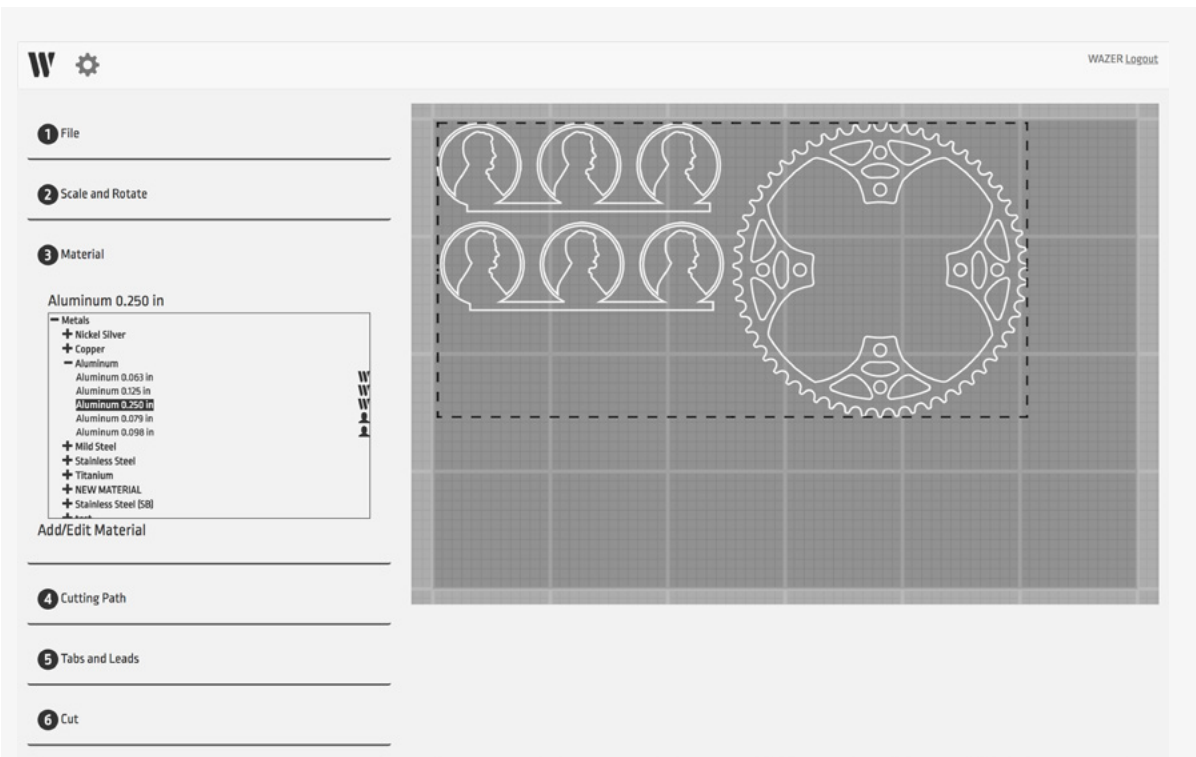 W
WAZER Logout
1 File
2 Scale and Rotate
3 Material
Aluminum 0.250 in
Metals
Nickel Silver
Copper
Aluminum
Aluminum 0.063 in W
Aluminum 0.125 in W
Aluminum 0.250 in W
Aluminum 0.079 in
Aluminum 0.098 in
Mild Steel
Stainless Steel
Titanium
NEW MATERIAL
Stainless Steel (SB)
Add/Edit Material
4 Cutting Path
5 Tabs and Leads
6 Cut